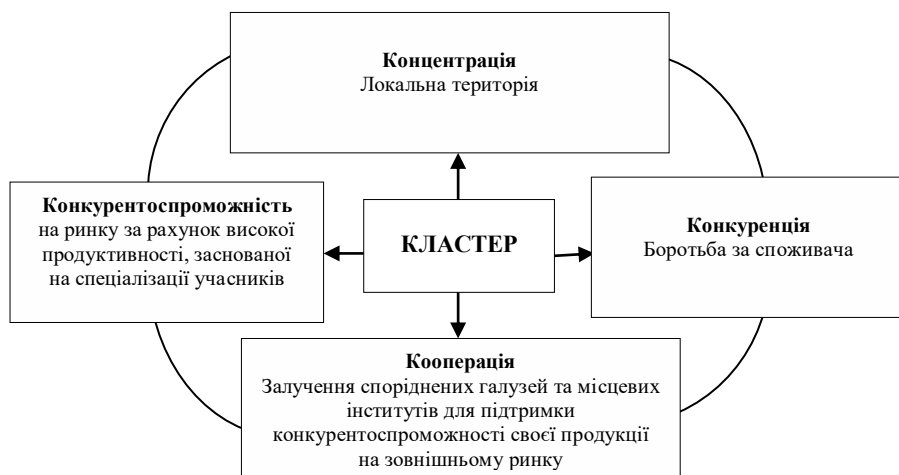 Концентрація
Локальна територія
Конкурентоспроможність
на ринку за рахунок високої
продуктивності, заснованої
на спеціалізації учасників
КЛАСТЕР
Конкуренція
Боротьба за споживача
Кооперація
Залучення споріднених галузей та місцевих
інститутів для підтримки
конкурентоспроможності своєї продукції
на зовнішньому ринку